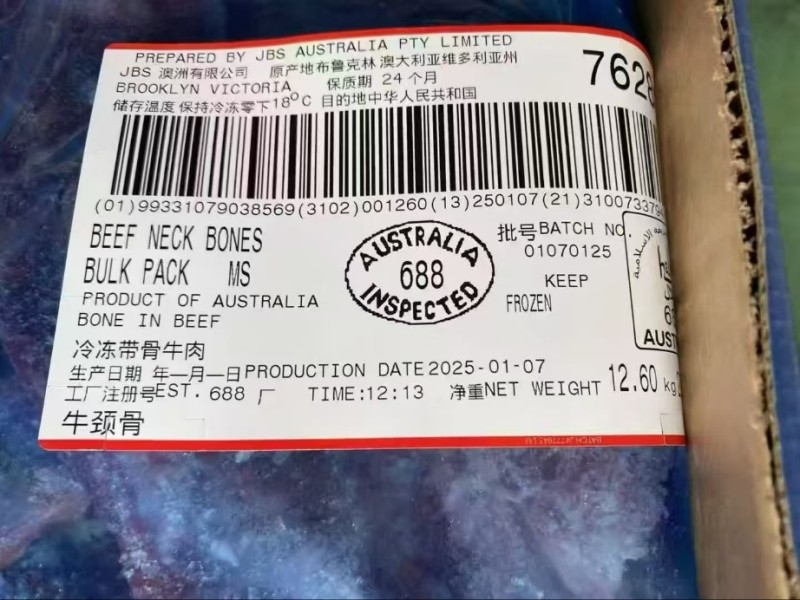 PREPARED BY JBS AUSTRALIA PTY LIMITED
JBS 澳洲有限公司 原产地布鲁克林 澳大利亚维多利亚州
BROOKLYN VICTORIA 保质期 24 个月
储存温度 保持冷冻零下18°C 目的地中华人民共和国
7626
(01)99331079038569(3102)001260(13)250107(21)3100733794
BEEF NECK BONES
BULK PACK MS
PRODUCT OF AUSTRALIA
BONE IN BEEF
AUSTRALIA
688
INSPECTED
批号BATCH NO.
01070125
KEEP
FROZEN
AUST
冷冻带骨牛肉
生产日期 年—月—日PRODUCTION DATE 2025-01-07
工厂注册号EST. 688 厂 TIME:12:13 净重NET WEIGHT 12.60 kg
牛颈骨